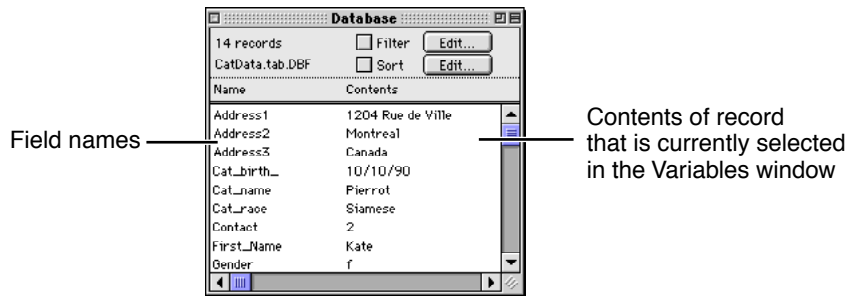 Database
14 records Filter Edit...
CatData.tab.DBF Sort Edit...
Name Contents
Address1 1204 Rue de Ville
Address2 Montreal
Address3 Canada
Cat_birth_ 10/10/90
Cat_name Pierrot
Cat_race Siamese
Contact 2
First_Name Kate
Gender f
Field names
Contents of record
that is currently selected
in the Variables window